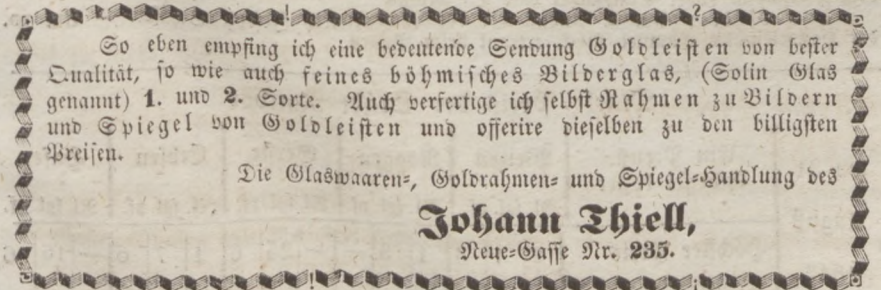 So eben empfing ich eine bedeutende Sendung Goldleisten von bester
Qualität, so wie auch feines böhmisches Bilderglas, (Solin Glas
genannt) 1. und 2. Sorte. Auch verfertige ich selbst Rahmen zu Bildern
und Spiegel von Goldleisten und offerire dieselben zu den billigsten
Preisen.
Die Glaswaaren-, Goldrahmen- und Spiegel-Handlung des
Johann Thiell,
Neue-Gasse Nr. 235.